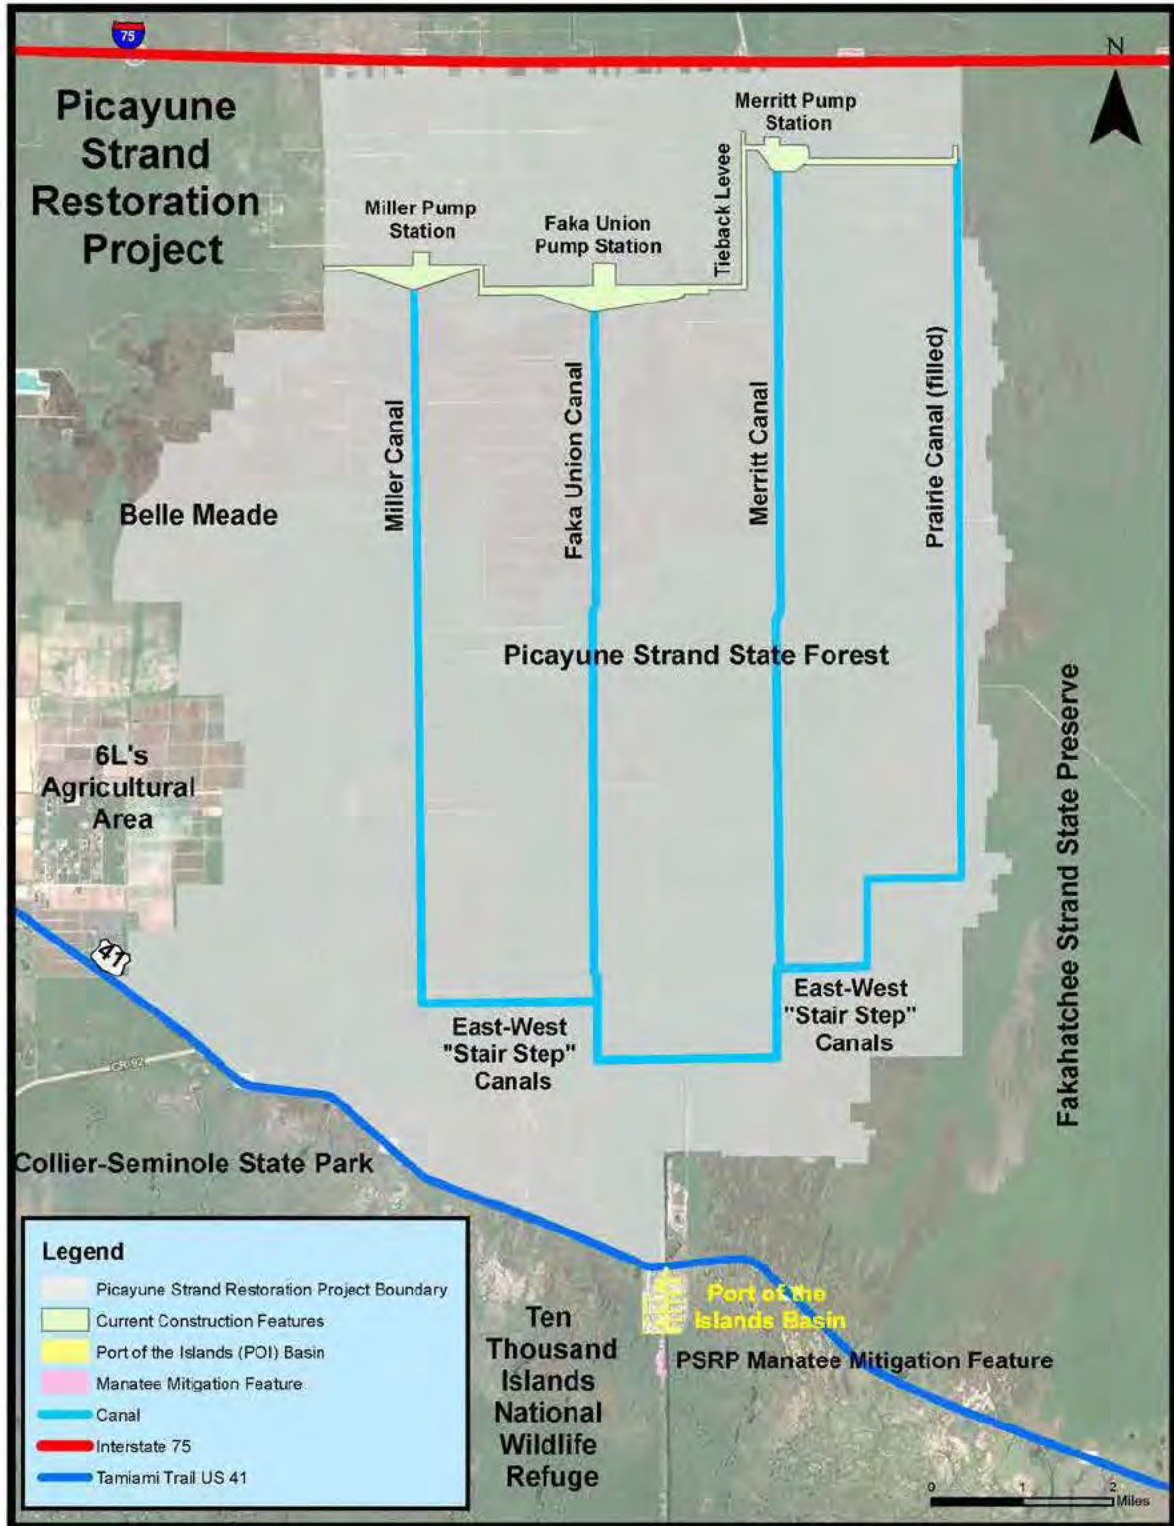 75
N
Picayune
Strand
Restoration
Project
Merritt Pump
Station
Miller Pump
Station
Faka Union
Pump Station
Tieback Levee
Miller Canal
Faka Union Canal
Merritt Canal
Prairie Canal (filled)
Belle Meade
Picayune Strand State Forest
6L's
Agricultural
Area
Fakahatchee Strand State Preserve
41
East-West
"Stair Step"
Canals
East-West
"Stair Step"
Canals
CR 92
Collier-Seminole State Park
Port of the
Islands Basin
PSRP Manatee Mitigation Feature
Ten
Thousand
Islands
National
Wildlife
Refuge
Legend
Picayune Strand Restoration Project Boundary
Current Construction Features
Port of the Islands (POI) Basin
Manatee Mitigation Feature
Canal
Interstate 75
Tamiami Trail US 41
0 1 2
Miles